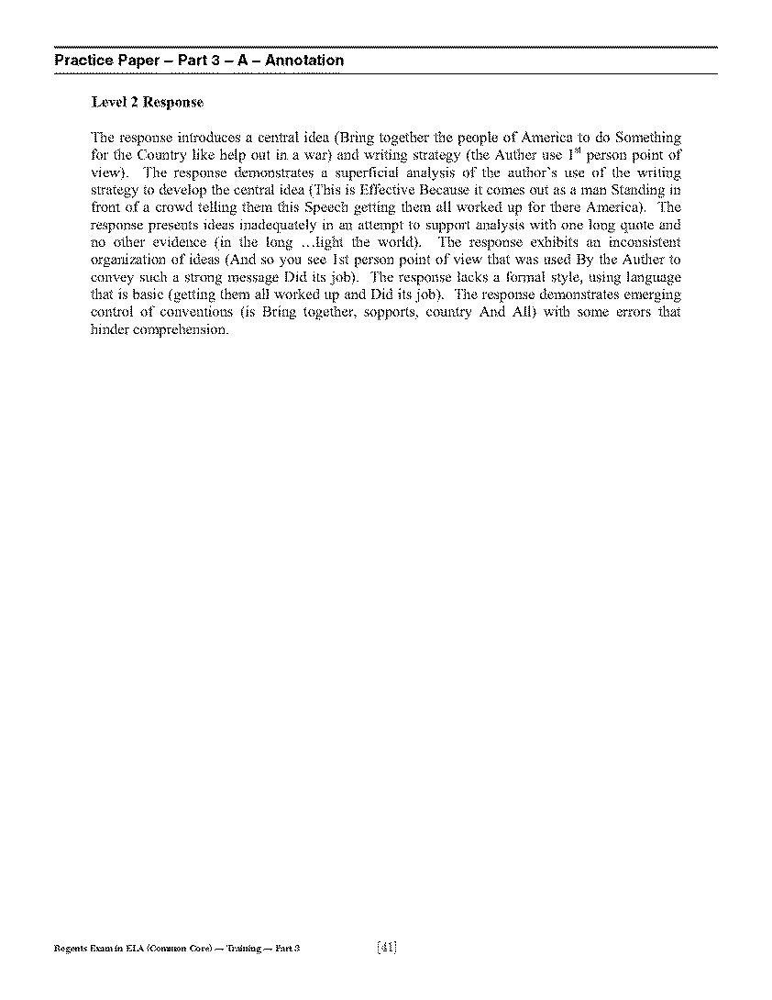 Practice Paper – Part 3 – A – Annotation
Level 2 Response
The response introduces a central idea (Bring together the people of America to do Something
for the Country like help out in a war) and writing strategy (the Auther use 1st person point of
view).  The response demonstrates a superficial analysis of the author's use of the writing
strategy to develop the central idea (This is Effective Because it comes out as a man Standing in
front of a crowd telling them this Speech getting them all worked up for there America).  The
response presents ideas inadequately in an attempt to support analysis with one long quote and
no other evidence (in the long …light the world).  The response exhibits an inconsistent
organization of ideas (And so you see 1st person point of view that was used By the Auther to
convey such a strong message Did its job).  The response lacks a formal style, using language
that is basic (getting them all worked up and Did its job).  The response demonstrates emerging
control of conventions (is Bring together, sopports, country And All) with some errors that
hinder comprehension.
Regents Exam in ELA (Common Core) — Training — Part 3 [41]